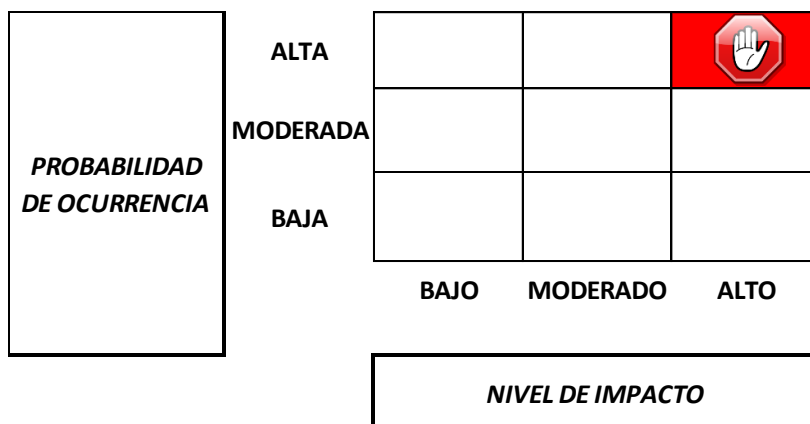 ALTA
MODERADA
PROBABILIDAD
DE OCURRENCIA
BAJA
BAJO MODERADO ALTO
NIVEL DE IMPACTO